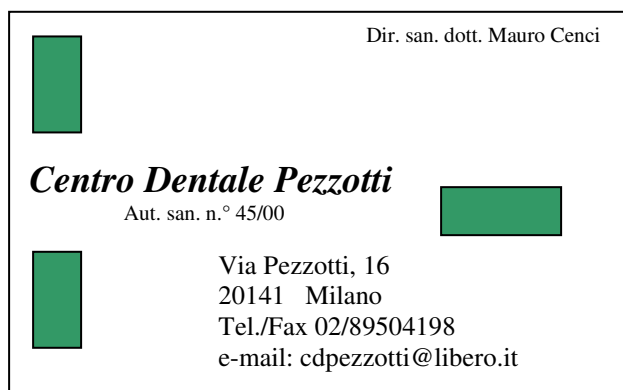 Dir. san. dott. Mauro Cenci
Centro Dentale Pezzotti
Aut. san. n.° 45/00
Via Pezzotti, 16
20141 Milano
Tel./Fax 02/89504198
e-mail: cdpezzotti@libero.it